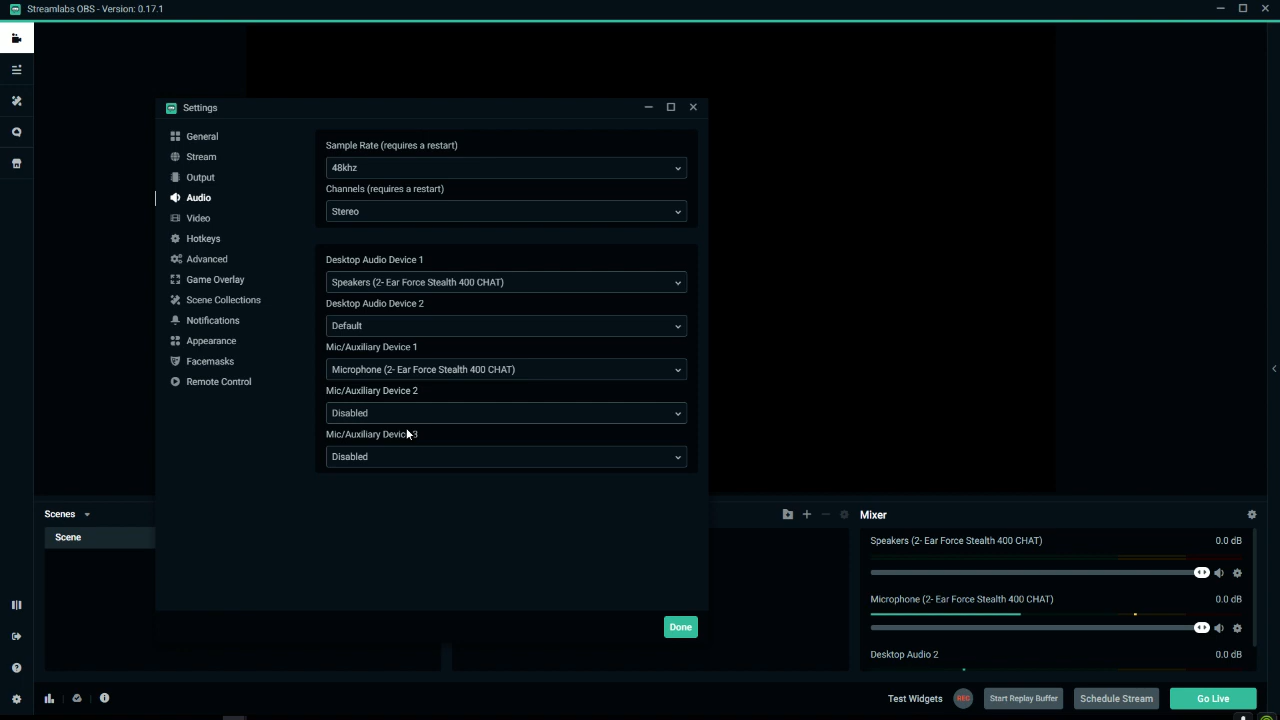 Streamlabs OBS - Version: 0.17.1
Settings
General
Stream
Output
Audio
Video
Hotkeys
Advanced
Game Overlay
Scene Collections
Notifications
Appearance
Facemasks
Remote Control
Sample Rate (requires a restart)
48khz
Channels (requires a restart)
Stereo
Desktop Audio Device 1
Speakers (2- Ear Force Stealth 400 CHAT)
Desktop Audio Device 2
Default
Mic/Auxiliary Device 1
Microphone (2- Ear Force Stealth 400 CHAT)
Mic/Auxiliary Device 2
Disabled
Mic/Auxiliary Device 3
Disabled
Done
Scenes
Scene
Mixer
Speakers (2- Ear Force Stealth 400 CHAT) 0.0 dB
Microphone (2- Ear Force Stealth 400 CHAT) 0.0 dB
Desktop Audio 2 0.0 dB
Test Widgets REC Start Replay Buffer Schedule Stream Go Live